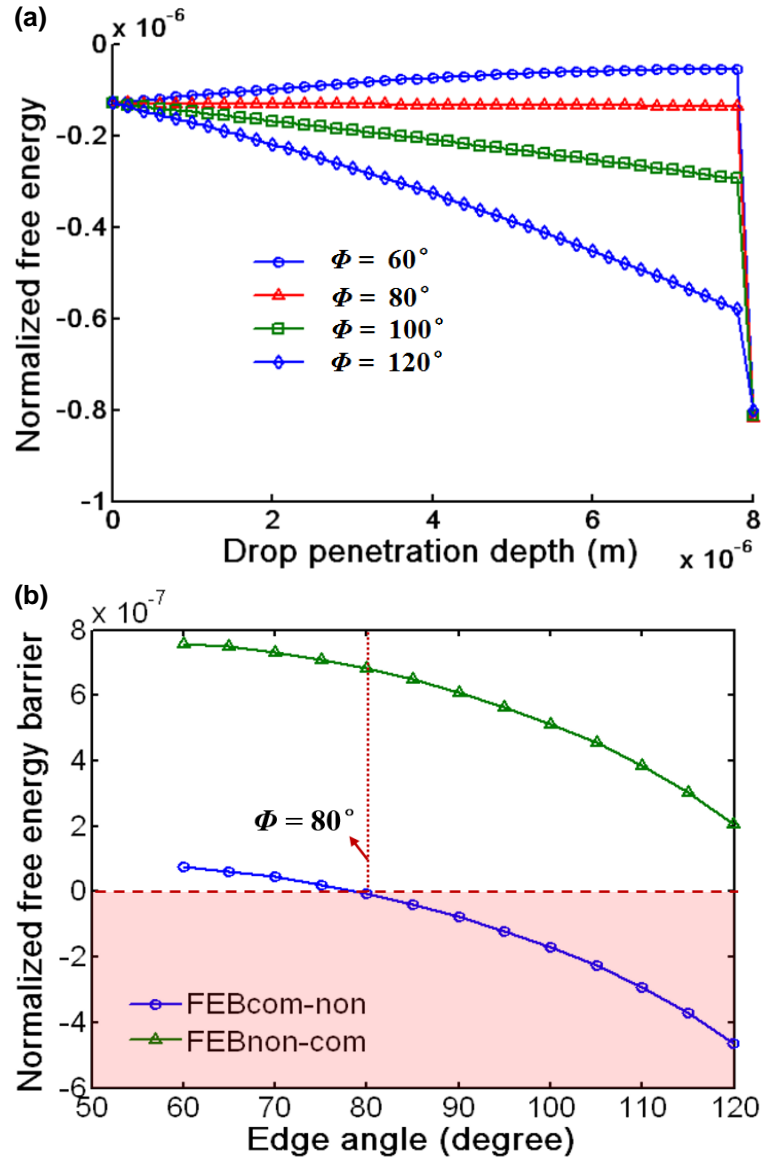 (a)
x 10-6
Normalized free energy
0
-0.2
-0.4
-0.6
-0.8
-1
Φ = 60°
Φ = 80°
Φ = 100°
Φ = 120°
0 2 4 6 8
Drop penetration depth (m) x 10-6
(b)
x 10-7
Normalized free energy barrier
8
6
4
2
0
-2
-4
-6
Φ = 80°
FEBcom-non
FEBnon-com
50 60 70 80 90 100 110 120
Edge angle (degree)